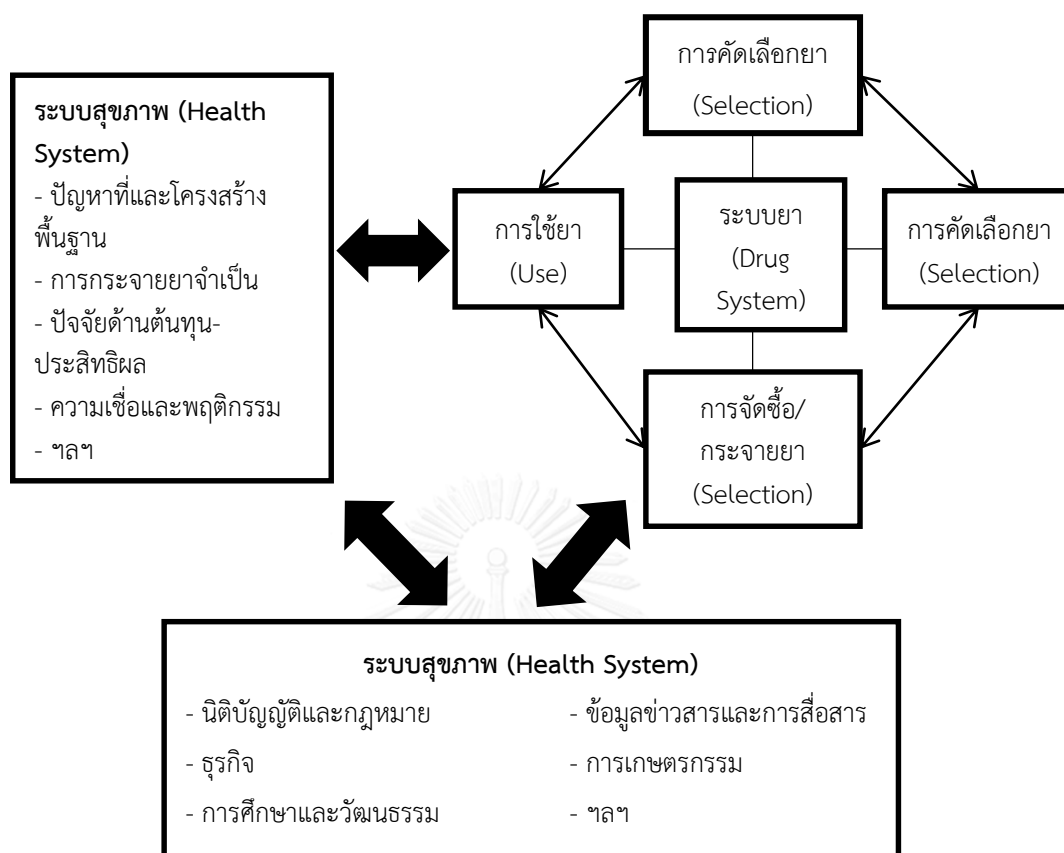 การคัดเลือกยา
(Selection)
ระบบสุขภาพ (Health
System)
- ปัญหาที่และโครงสร้าง
พื้นฐาน
- การกระจายยาจำเป็น
- ปัจจัยด้านต้นทุน-
ประสิทธิผล
- ความเชื่อและพฤติกรรม
- ฯลฯ
การใช้ยา
(Use)
ระบบยา
(Drug
System)
การคัดเลือกยา
(Selection)
การจัดซื้อ/
กระจายยา
(Selection)
ระบบสุขภาพ (Health System)
- นิติบัญญัติและกฎหมาย
- ธุรกิจ
- การศึกษาและวัฒนธรรม
- ข้อมูลข่าวสารและการสื่อสาร
- การเกษตรกรรม
- ฯลฯ